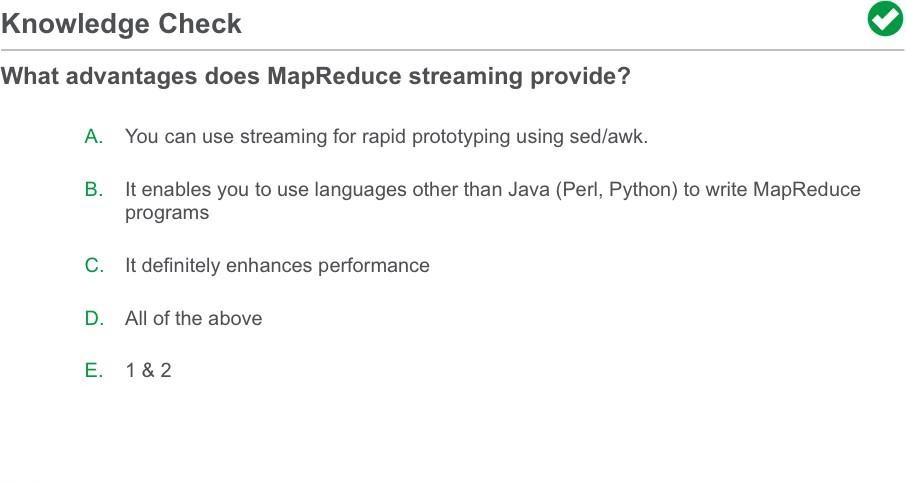 Knowledge Check
What advantages does MapReduce streaming provide?
A. You can use streaming for rapid prototyping using sed/awk.
B. It enables you to use languages other than Java (Perl, Python) to write MapReduce
programs
C. It definitely enhances performance
D. All of the above
E. 1 & 2